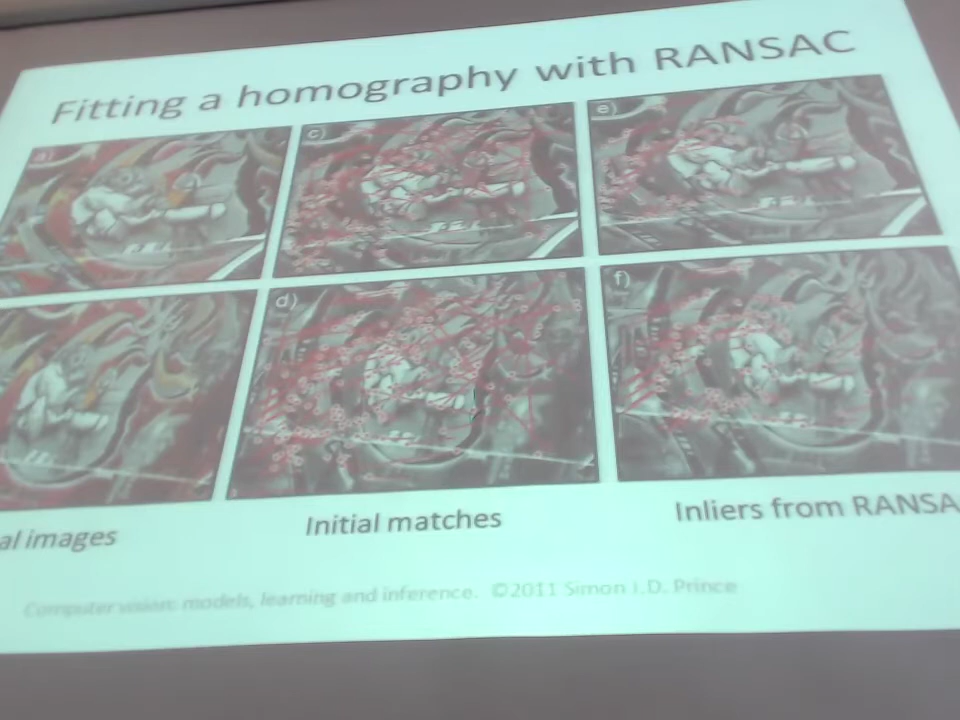 Fitting a homography with RANSAC
a)
c)
e)
d)
f)
al images
Initial matches
Inliers from RANSA
Computer vision: models, learning and inference. ©2011 Simon J.D. Prince